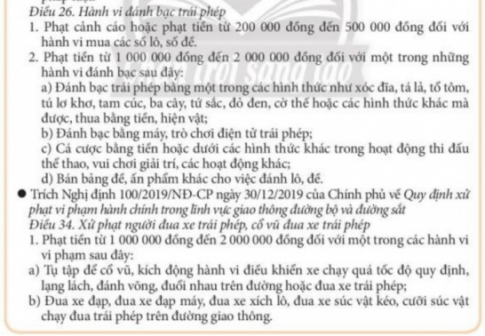 Điều 26. Hành vi đánh bạc trái phép
1. Phạt cảnh cáo hoặc phạt tiền từ 200 000 đồng đến 500 000 đồng đối với
hành vi mua các số lô, số đề.
2. Phạt tiền từ 1 000 000 đồng đến 2 000 000 đồng đối với một trong những
hành vi đánh bạc sau đây:
a) Đánh bạc trái phép bằng một trong các hình thức như xóc đĩa, tá lả, tổ tôm,
tú lơ khơ, tam cúc, ba cây, tứ sắc, đỏ đen, cờ thế hoặc các hình thức khác mà
được, thua bằng tiền, hiện vật;
b) Đánh bạc bằng máy, trò chơi điện tử trái phép;
c) Cá cược bằng tiền hoặc dưới các hình thức khác trong hoạt động thi đấu
thể thao, vui chơi giải trí, các hoạt động khác;
d) Bán bảng đề, ấn phẩm khác cho việc đánh lô, đề.
● Trích Nghị định 100/2019/NĐ-CP ngày 30/12/2019 của Chính phủ về Quy định xử
phạt vi phạm hành chính trong lĩnh vực giao thông đường bộ và đường sắt
Điều 34. Xử phạt người đua xe trái phép, cổ vũ đua xe trái phép
1. Phạt tiền từ 1 000 000 đồng đến 2 000 000 đồng đối với một trong các hành vi
vi phạm sau đây:
a) Tụ tập để cổ vũ, kích động hành vi điều khiển xe chạy quá tốc độ quy định,
lạng lách, đánh võng, đuổi nhau trên đường hoặc đua xe trái phép;
b) Đua xe đạp, đua xe đạp máy, đua xe xích lô, đua xe súc vật kéo, cưỡi súc vật
chạy đua trái phép trên đường giao thông.